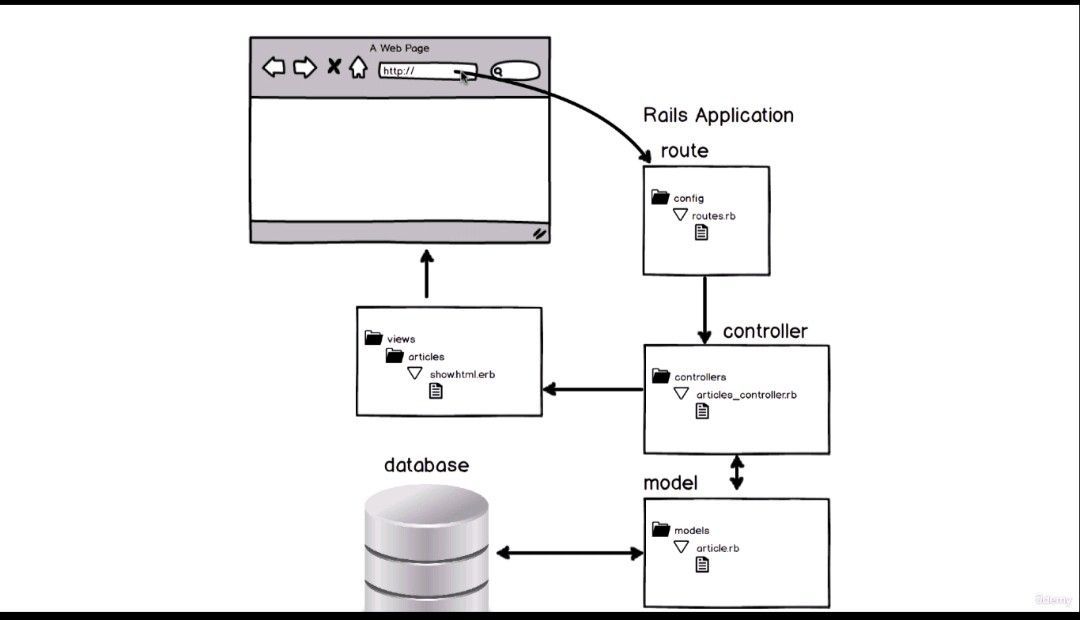 A Web Page
http://
Rails Application
route
config
routes.rb
controller
controllers
articles_controller.rb
views
articles
show.html.erb
database
model
models
article.rb
ûdemy